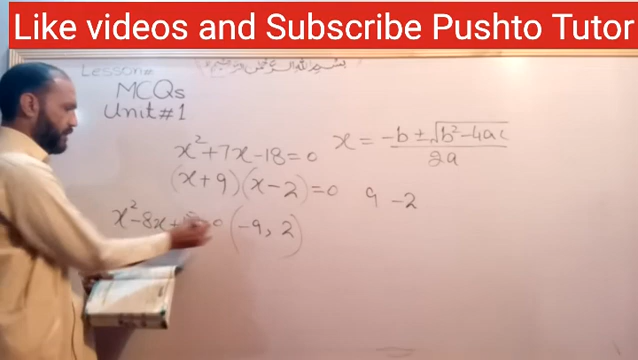 Like videos and Subscribe Pushto Tutor
Lesson#
MCQs
Unit#1
x²+7x-18=0
x = -b ± √b²-4ac / 2a
(x+9)(x-2)=0 9 -2
x²-8x+ =0 (-9, 2)